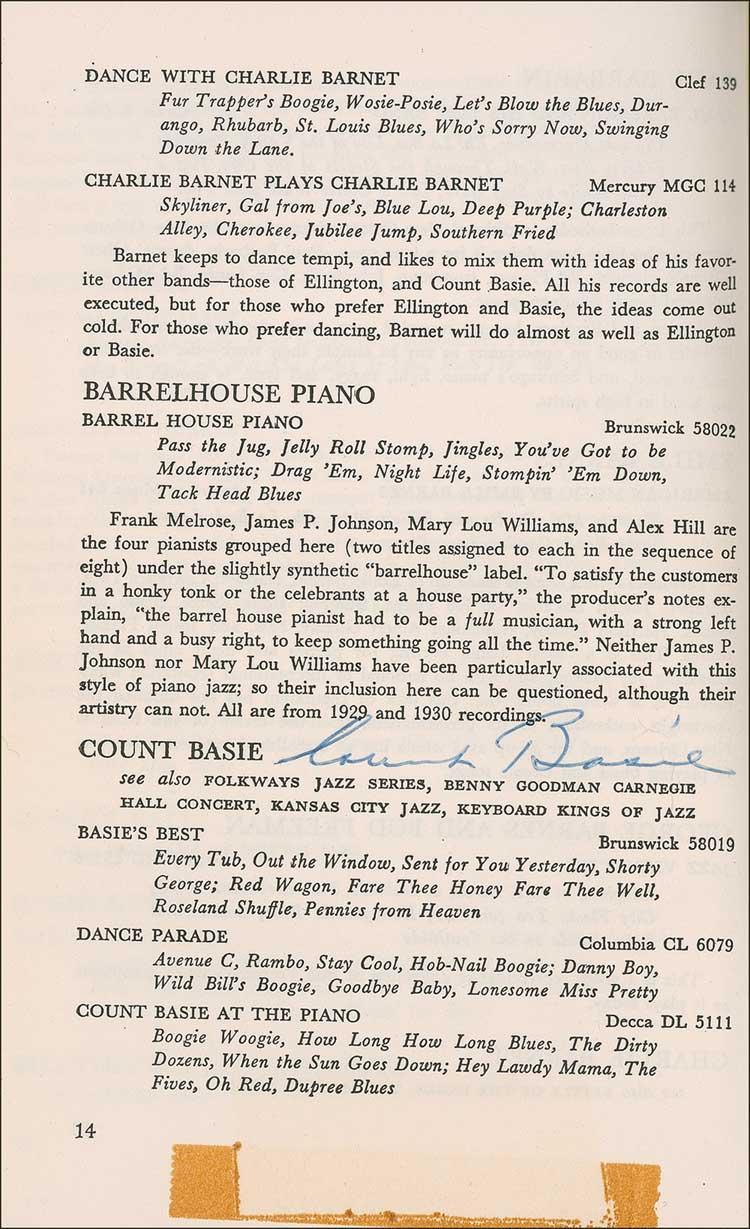 DANCE WITH CHARLIE BARNET Clef 139
Fur Trapper's Boogie, Wosie-Posie, Let's Blow the Blues, Dur-
ango, Rhubarb, St. Louis Blues, Who's Sorry Now, Swinging
Down the Lane.
CHARLIE BARNET PLAYS CHARLIE BARNET Mercury MGC 114
Skyliner, Gal from Joe's, Blue Lou, Deep Purple; Charleston
Alley, Cherokee, Jubilee Jump, Southern Fried
Barnet keeps to dance tempi, and likes to mix them with ideas of his favor-
ite other bands—those of Ellington, and Count Basie. All his records are well
executed, but for those who prefer Ellington and Basie, the ideas come out
cold. For those who prefer dancing, Barnet will do almost as well as Ellington
or Basie.
BARRELHOUSE PIANO
BARREL HOUSE PIANO Brunswick 58022
Pass the Jug, Jelly Roll Stomp, Jingles, You've Got to be
Modernistic; Drag 'Em, Night Life, Stompin' 'Em Down,
Tack Head Blues
Frank Melrose, James P. Johnson, Mary Lou Williams, and Alex Hill are
the four pianists grouped here (two titles assigned to each in the sequence of
eight) under the slightly synthetic “barrelhouse” label. “To satisfy the customers
in a honky tonk or the celebrants at a house party,” the producer's notes ex-
plain, “the barrel house pianist had to be a full musician, with a strong left
hand and a busy right, to keep something going all the time.” Neither James P.
Johnson nor Mary Lou Williams have been particularly associated with this
style of piano jazz; so their inclusion here can be questioned, although their
artistry can not. All are from 1929 and 1930 recordings.
COUNT BASIE Count Basie
see also FOLKWAYS JAZZ SERIES, BENNY GOODMAN CARNEGIE
HALL CONCERT, KANSAS CITY JAZZ, KEYBOARD KINGS OF JAZZ
BASIE'S BEST Brunswick 58019
Every Tub, Out the Window, Sent for You Yesterday, Shorty
George; Red Wagon, Fare Thee Honey Fare Thee Well,
Roseland Shuffle, Pennies from Heaven
DANCE PARADE Columbia CL 6079
Avenue C, Rambo, Stay Cool, Hob-Nail Boogie; Danny Boy,
Wild Bill's Boogie, Goodbye Baby, Lonesome Miss Pretty
COUNT BASIE AT THE PIANO Decca DL 5111
Boogie Woogie, How Long How Long Blues, The Dirty
Dozens, When the Sun Goes Down; Hey Lawdy Mama, The
Fives, Oh Red, Dupree Blues
14